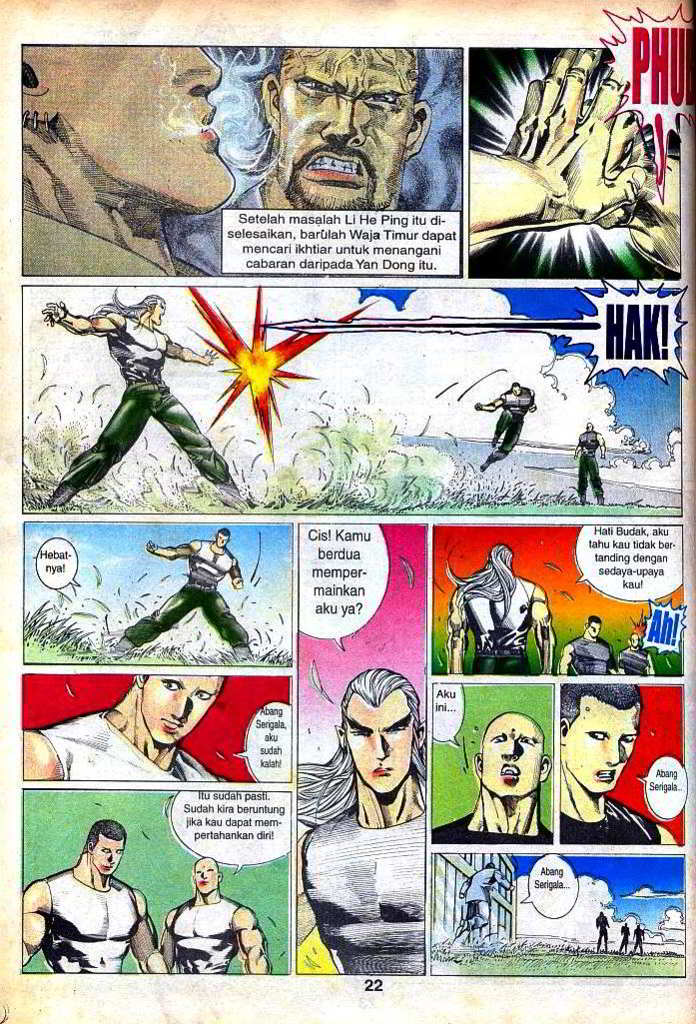 PHU
Setelah masalah Li He Ping itu di-
selesaikan, barulah Waja Timur dapat
mencari ikhtiar untuk menangani
cabaran daripada Yan Dong itu.
HAK!
Hebat-
nya!
Cis! Kamu
berdua
memper-
mainkan
aku ya?
Hati Budak, aku
tahu kau tidak ber-
tanding dengan
sedaya-upaya
kau!
Ah!
Abang
Serigala,
aku
sudah
kalah!
Itu sudah pasti.
Sudah kira beruntung
jika kau dapat mem-
pertahankan diri!
Aku
ini...
Abang
Serigala..
Abang
Serigala...
22